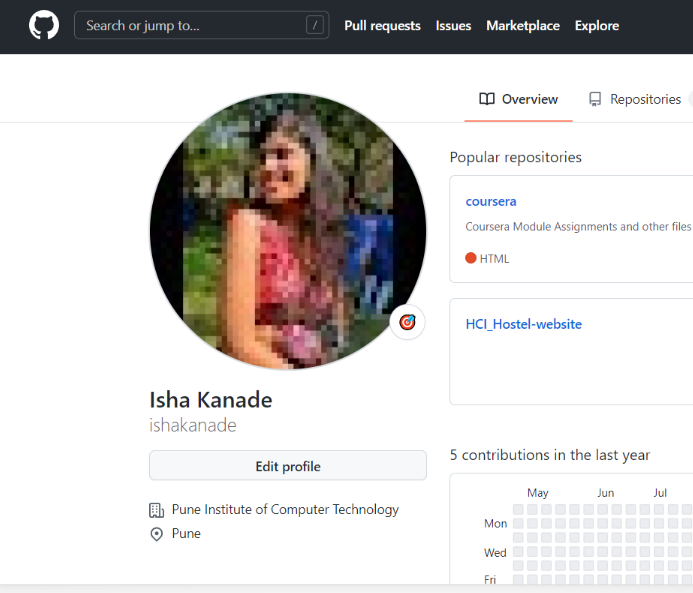 Search or jump to... /
Pull requests Issues Marketplace Explore
Overview Repositories
Popular repositories
coursera
Coursera Module Assignments and other files
HTML
HCI_Hostel-website
Isha Kanade
ishakanade
Edit profile
Pune Institute of Computer Technology
Pune
5 contributions in the last year
May Jun Jul
Mon
Wed
Fri